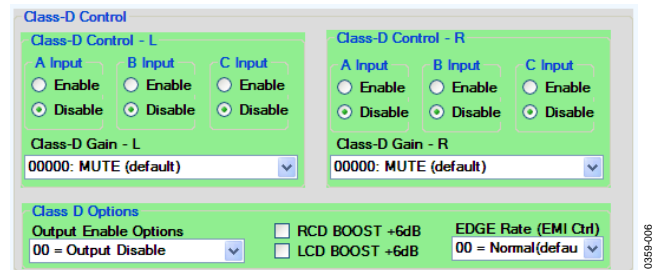 Class-D Control
Class-D Control - L
A Input B Input C Input
Enable Enable Enable
Disable Disable Disable
Class-D Gain - L
00000: MUTE (default)
Class-D Control - R
A Input B Input C Input
Enable Enable Enable
Disable Disable Disable
Class-D Gain - R
00000: MUTE (default)
Class D Options
Output Enable Options
00 = Output Disable
RCD BOOST +6dB
LCD BOOST +6dB
EDGE Rate (EMI Ctrl)
00 = Normal(defau
0359-006